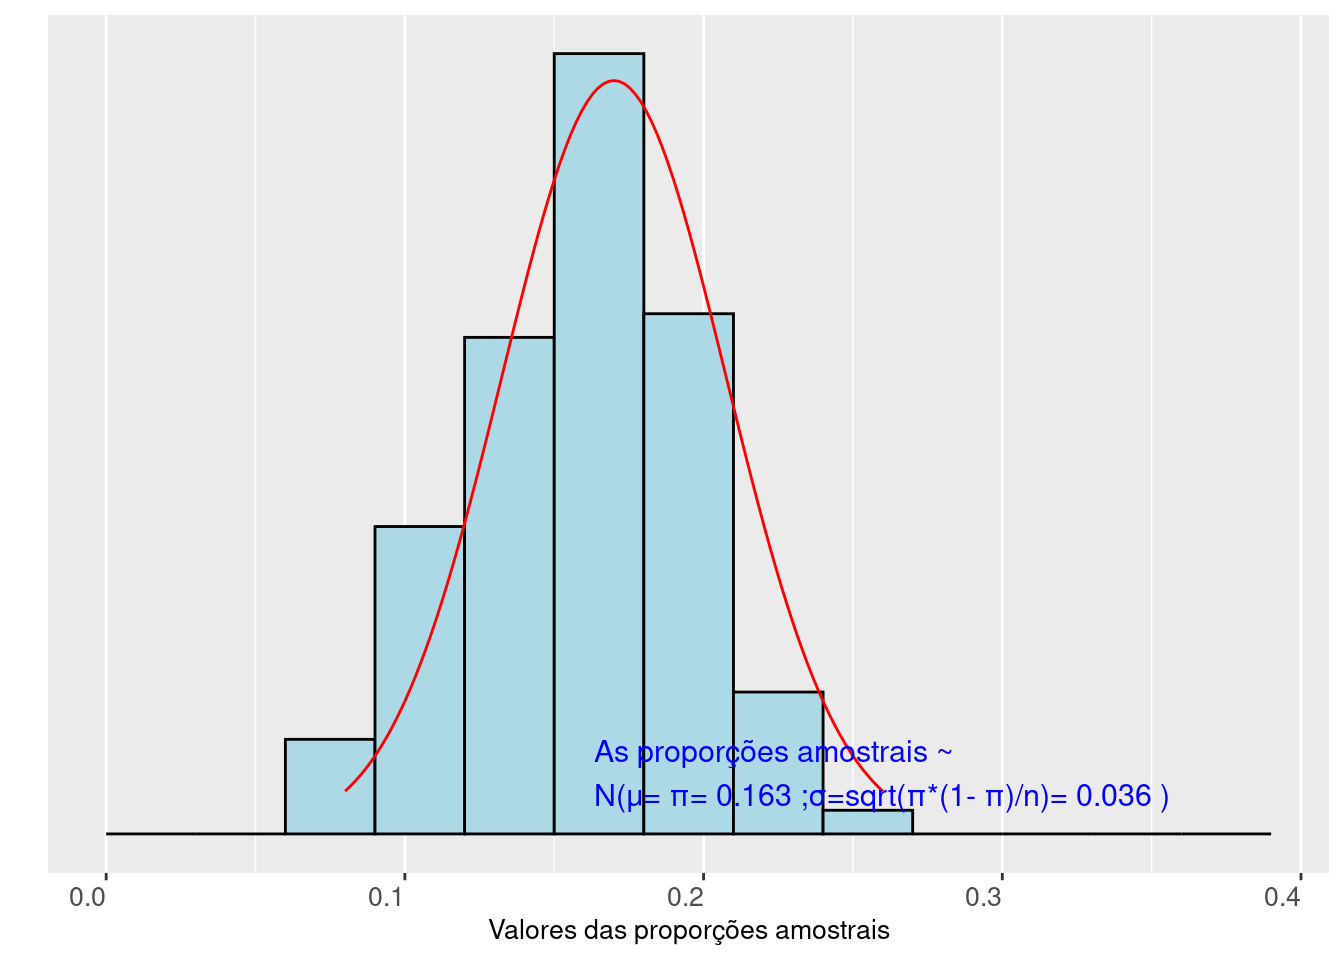 As proporções amostrais ~
N(μ= π= 0.163 ;σ=sqrt(π*(1- π)/n)= 0.036 )
0.0 0.1 0.2 0.3 0.4
Valores das proporções amostrais